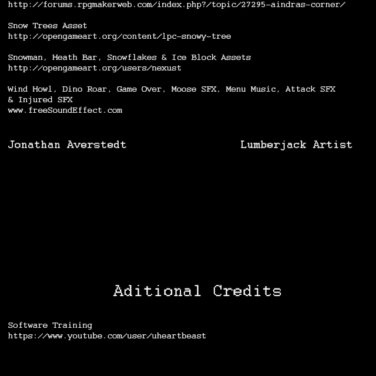 http://forums.rpgmakerweb.com/index.php?/topic/27295-aindras-corner/
Snow Trees Asset
http://opengameart.org/content/lpc-snowy-tree
Snowman, Heath Bar, Snowflakes & Ice Block Assets
http://opengameart.org/users/nexust
Wind Howl, Dino Roar, Game Over, Moose SFX, Menu Music, Attack SFX
& Injured SFX
www.freeSoundEffect.com
Jonathan Averstedt Lumberjack Artist
Aditional Credits
Software Training
https://www.youtube.com/user/uheartbeast